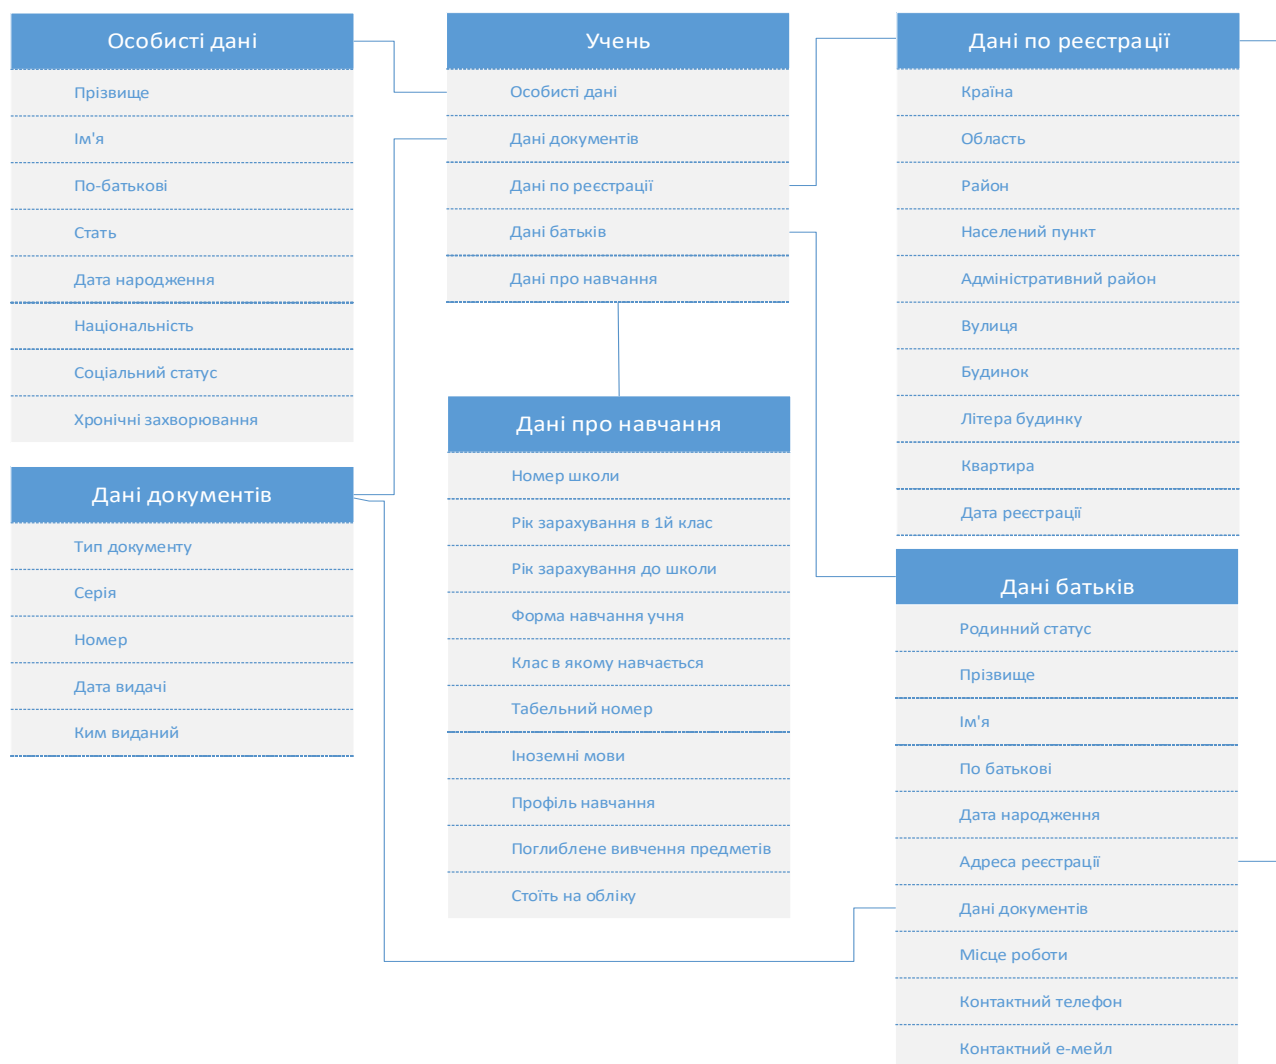 Особисті дані
Прізвище
Ім'я
По-батькові
Стать
Дата народження
Національність
Соціальний статус
Хронічні захворювання
Дані документів
Тип документу
Серія
Номер
Дата видачі
Ким виданий
Учень
Особисті дані
Дані документів
Дані по реєстрації
Дані батьків
Дані про навчання
Дані про навчання
Номер школи
Рік зарахування в 1й клас
Рік зарахування до школи
Форма навчання учня
Клас в якому навчається
Табельний номер
Іноземні мови
Профіль навчання
Поглиблене вивчення предметів
Стоїть на обліку
Дані по реєстрації
Країна
Область
Район
Населений пункт
Адміністративний район
Вулиця
Будинок
Літера будинку
Квартира
Дата реєстрації
Дані батьків
Родинний статус
Прізвище
Ім'я
По батькові
Дата народження
Адреса реєстрації
Дані документів
Місце роботи
Контактний телефон
Контактний е-мейл